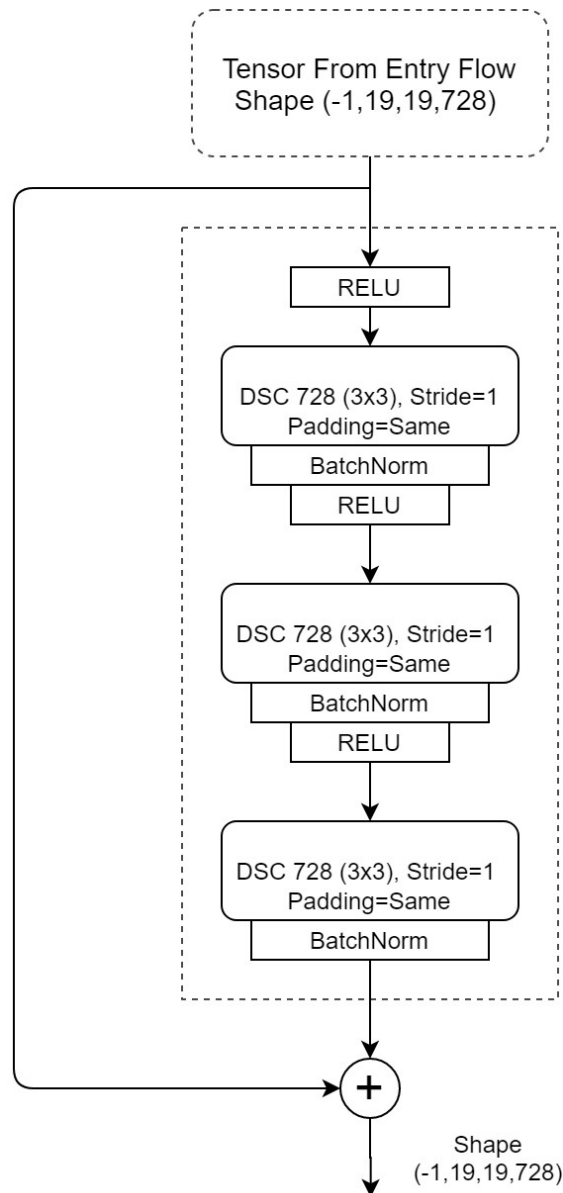 Tensor From Entry Flow
Shape (-1,19,19,728)
RELU
DSC 728 (3x3), Stride=1
Padding=Same
BatchNorm
RELU
DSC 728 (3x3), Stride=1
Padding=Same
BatchNorm
RELU
DSC 728 (3x3), Stride=1
Padding=Same
BatchNorm
+
Shape
(-1,19,19,728)